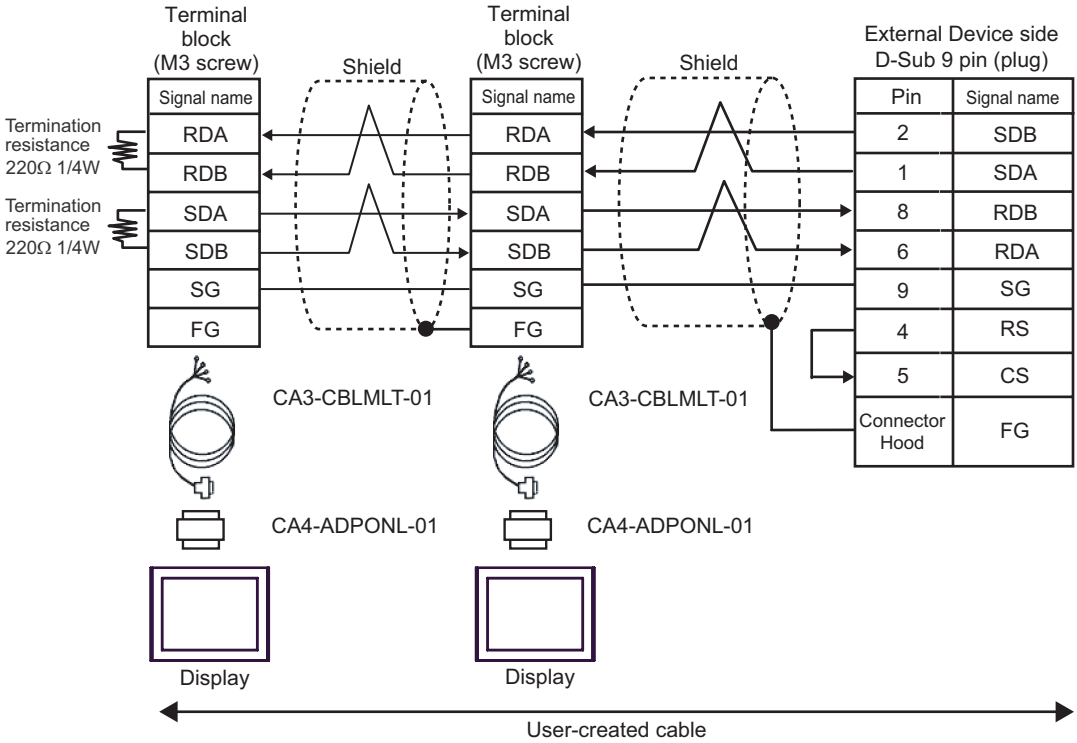 Terminal
block
(M3 screw)
Signal name
RDA
RDB
SDA
SDB
SG
FG
Termination
resistance
220Ω 1/4W
Termination
resistance
220Ω 1/4W
Shield
Terminal
block
(M3 screw)
Signal name
RDA
RDB
SDA
SDB
SG
FG
Shield
External Device side
D-Sub 9 pin (plug)
Pin Signal name
2 SDB
1 SDA
8 RDB
6 RDA
9 SG
4 RS
5 CS
Connector
Hood
FG
CA3-CBLMLT-01
CA3-CBLMLT-01
CA4-ADPONL-01
CA4-ADPONL-01
Display
Display
User-created cable